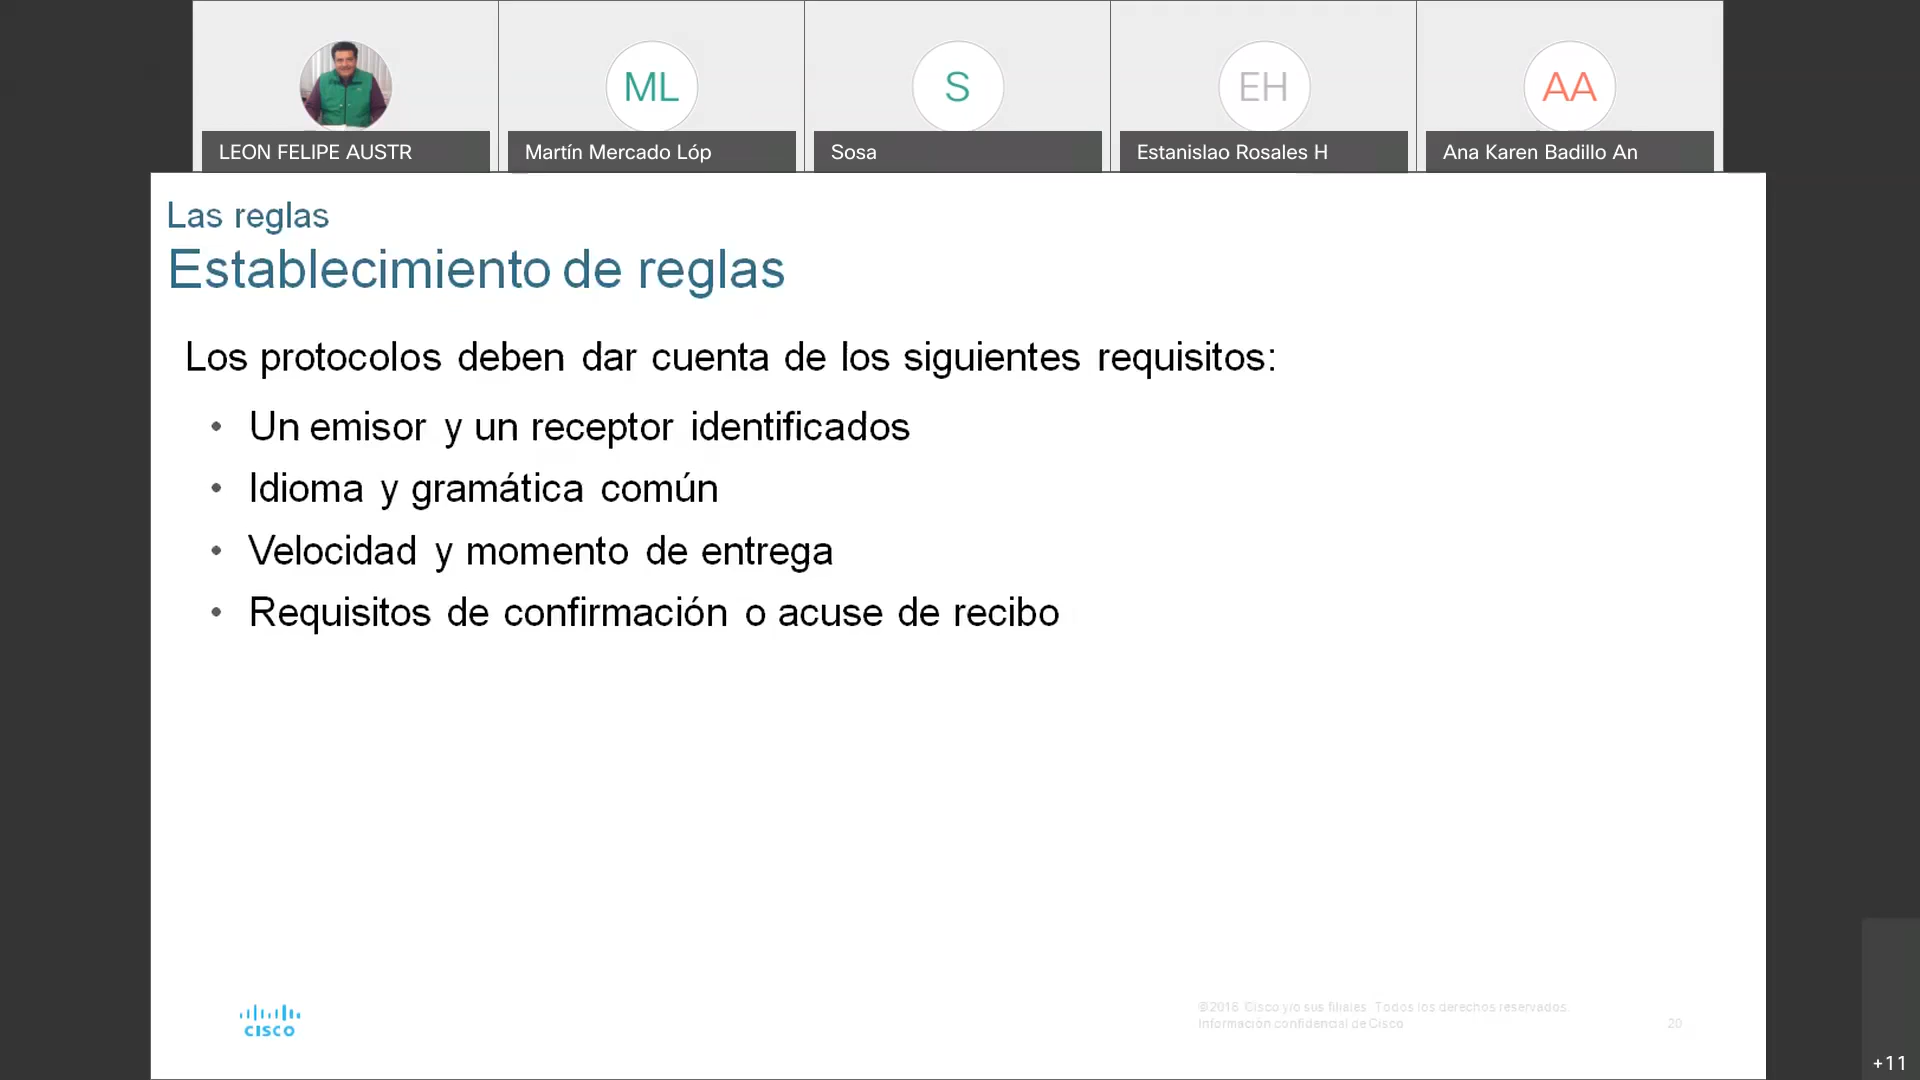 ML
S
EH
AA
LEON FELIPE AUSTR
Martín Mercado Lóp
Sosa
Estanislao Rosales H
Ana Karen Badillo An
Las reglas
Establecimiento de reglas
Los protocolos deben dar cuenta de los siguientes requisitos:
• Un emisor y un receptor identificados
• Idioma y gramática común
• Velocidad y momento de entrega
• Requisitos de confirmación o acuse de recibo
CISCO
©2016 Cisco y/o sus filiales. Todos los derechos reservados.
Información confidencial de Cisco
20
+11